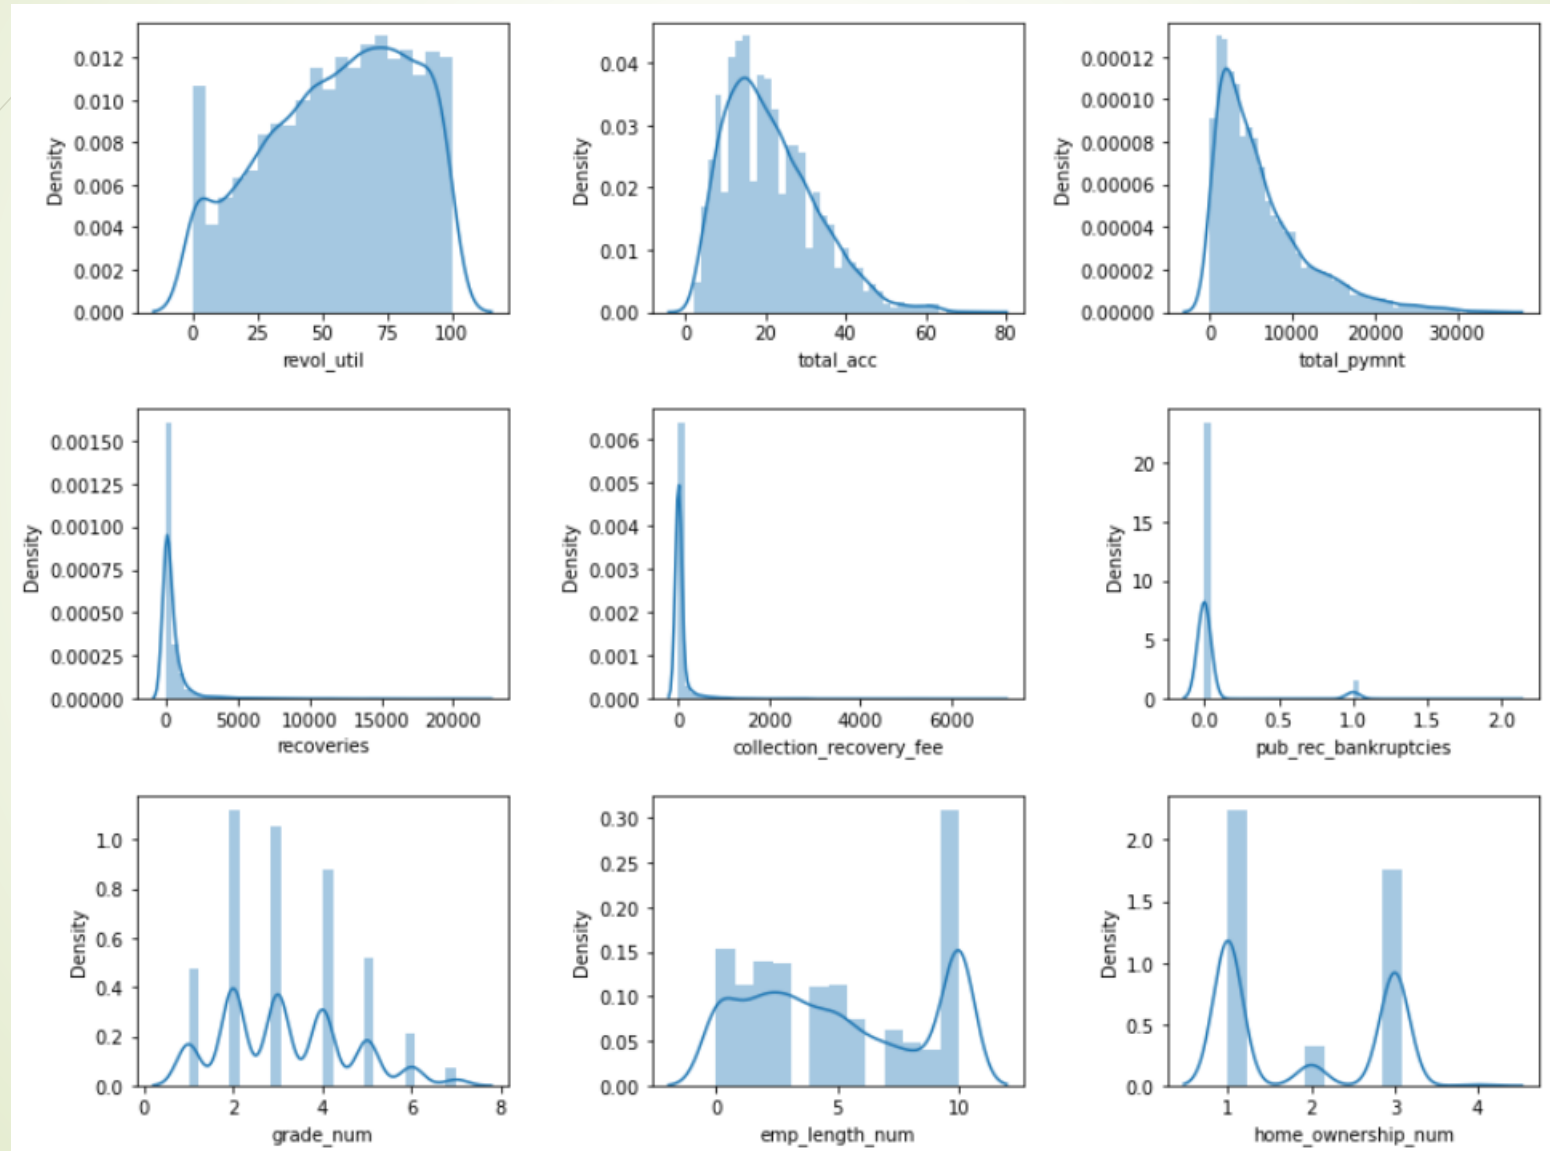 Density
0.012
0.010
0.008
0.006
0.004
0.002
0.000
0 25 50 75 100
revol_util
Density
0.04
0.03
0.02
0.01
0.00
0 20 40 60 80
total_acc
Density
0.00012
0.00010
0.00008
0.00006
0.00004
0.00002
0.00000
0 10000 20000 30000
total_pymnt
Density
0.00150
0.00125
0.00100
0.00075
0.00050
0.00025
0.00000
0 5000 10000 15000 20000
recoveries
Density
0.006
0.005
0.004
0.003
0.002
0.001
0.000
0 2000 4000 6000
collection_recovery_fee
Density
20
15
10
5
0
0.0 0.5 1.0 1.5 2.0
pub_rec_bankruptcies
Density
1.0
0.8
0.6
0.4
0.2
0.0
0 2 4 6 8
grade_num
Density
0.30
0.25
0.20
0.15
0.10
0.05
0.00
0 5 10
emp_length_num
Density
2.0
1.5
1.0
0.5
0.0
1 2 3 4
home_ownership_num